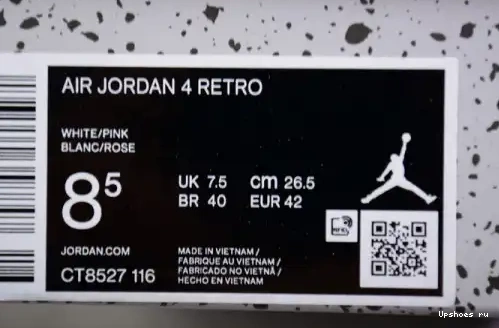 AIR JORDAN 4 RETRO
WHITE/PINK
BLANC/ROSE
8⁵
UK 7.5 cm 26.5
BR 40 EUR 42
JORDAN.COM
CT8527 116
MADE IN VIETNAM /
FABRIQUE AU VIETNAM /
FABRICADO NO VIETNÃ /
HECHO EN VIETNAM
Upshoes ru